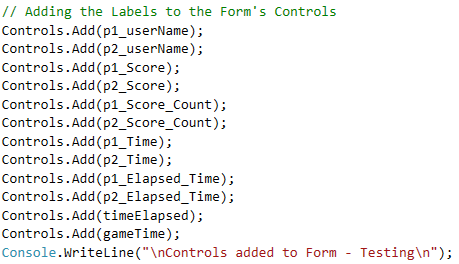 // Adding the Labels to the Form's Controls
Controls.Add(p1_userName);
Controls.Add(p2_userName);
Controls.Add(p1_Score);
Controls.Add(p2_Score);
Controls.Add(p1_Score_Count);
Controls.Add(p2_Score_Count);
Controls.Add(p1_Time);
Controls.Add(p2_Time);
Controls.Add(p1_Elapsed_Time);
Controls.Add(p2_Elapsed_Time);
Controls.Add(timeElapsed);
Controls.Add(gameTime);
Console.WriteLine("\nControls added to Form - Testing\n");